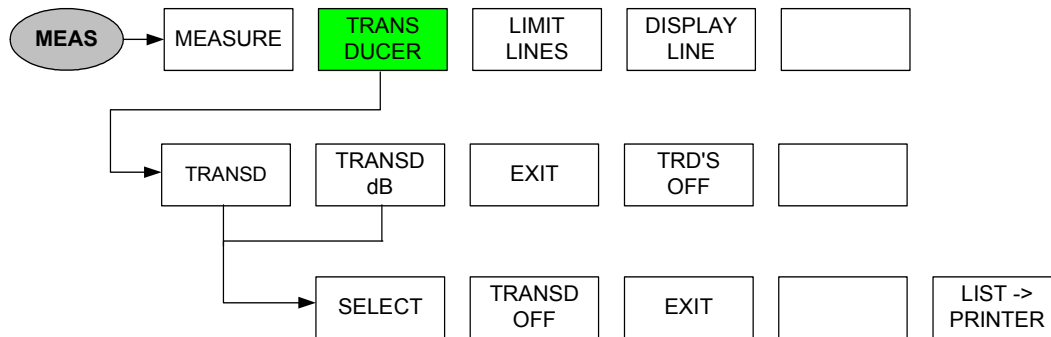 MEAS
MEASURE
TRANS
DUCER
LIMIT
LINES
DISPLAY
LINE
TRANSD
TRANSD
dB
EXIT
TRD'S
OFF
SELECT
TRANSD
OFF
EXIT
LIST ->
PRINTER